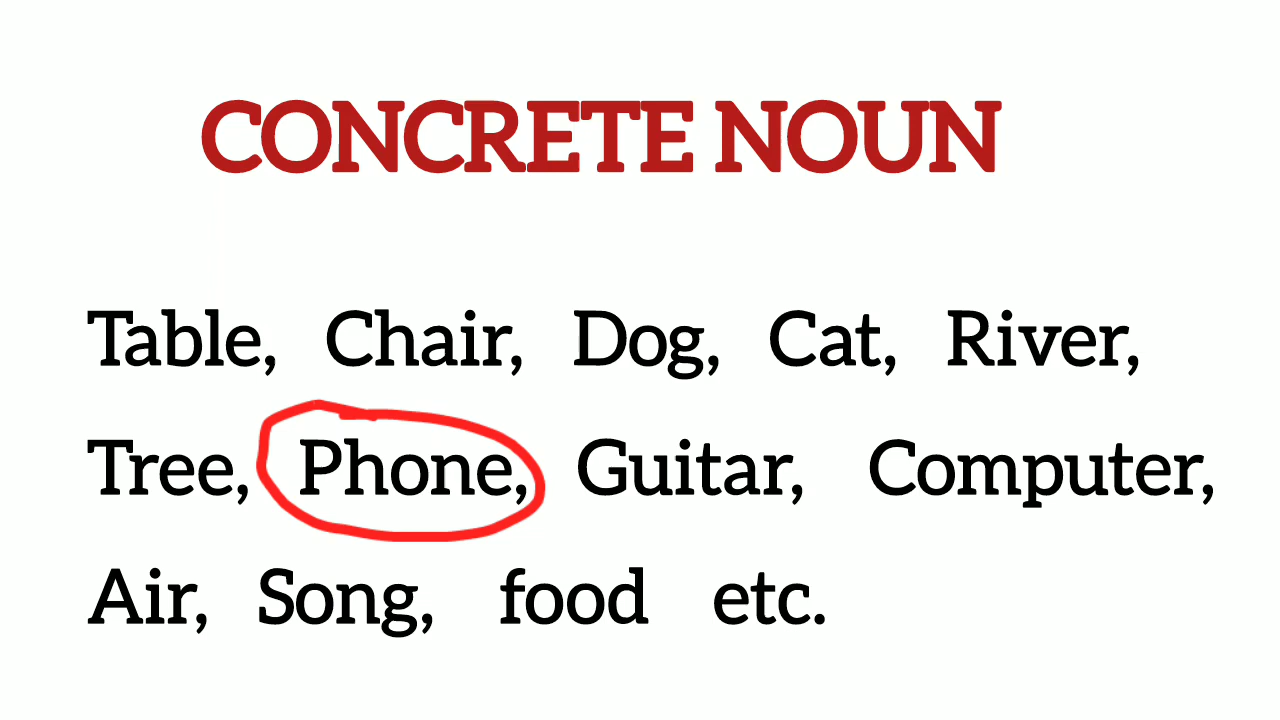 CONCRETE NOUN
Table, Chair, Dog, Cat, River,
Tree, Phone, Guitar, Computer,
Air, Song, food etc.